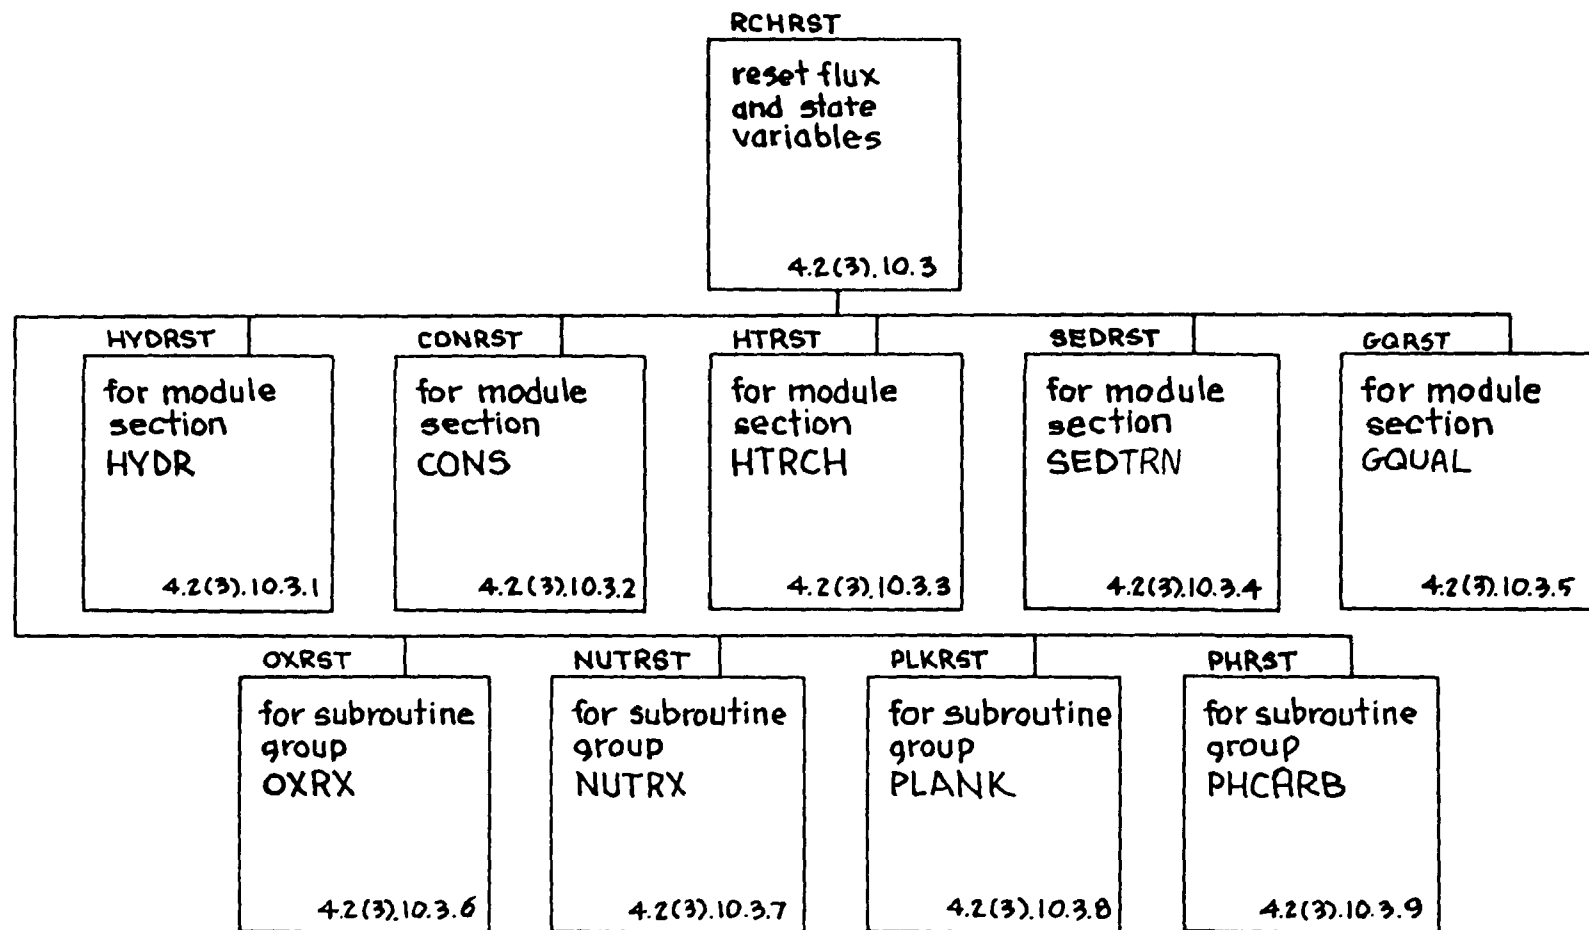 RCHRST
reset flux
and state
variables
4.2(3).10.3
HYDRST
for module
section
HYDR
4.2(3).10.3.1
CONRST
for module
section
CONS
4.2(3).10.3.2
HTRST
for module
section
HTRCH
4.2(3).10.3.3
SEDRST
for module
section
SEDTRN
4.2(3).10.3.4
GQRST
for module
section
GQUAL
4.2(3).10.3.5
OXRST
for subroutine
group
OXRX
4.2(3).10.3.6
NUTRST
for subroutine
group
NUTRX
4.2(3).10.3.7
PLKRST
for subroutine
group
PLANK
4.2(3).10.3.8
PHRST
for subroutine
group
PHCARB
4.2(3).10.3.9